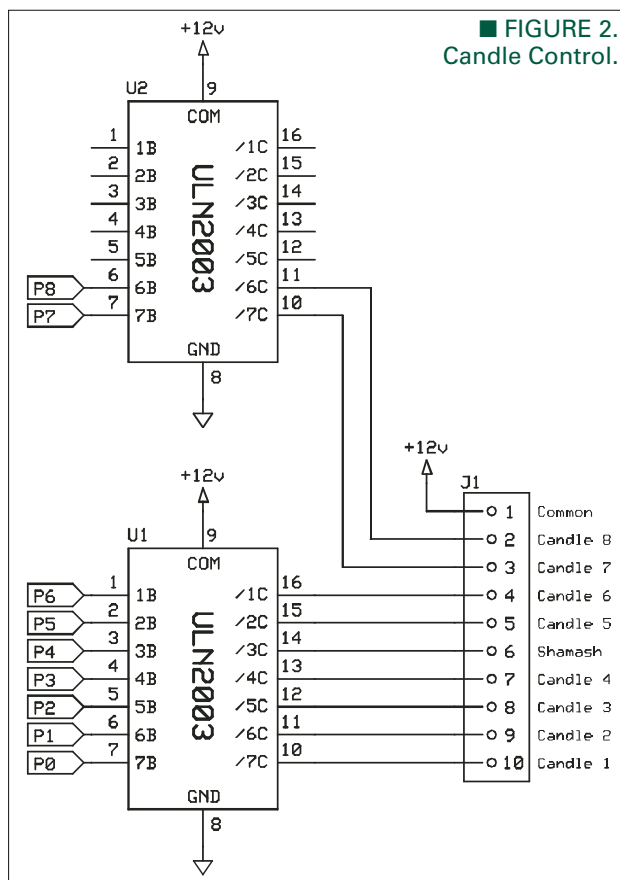 ■ FIGURE 2.
Candle Control.
+12v
U2
9
COM
1 1B /1C 16
2 2B /2C 15
3 3B /3C 14
4 4B /4C 13
5 5B /5C 12
P8 6 6B /6C 11
P7 7 7B /7C 10
ULN2003
GND
8
+12v
+12v
U1
9
COM
P6 1 1B /1C 16
P5 2 2B /2C 15
P4 3 3B /3C 14
P3 4 4B /4C 13
P2 5 5B /5C 12
P1 6 6B /6C 11
P0 7 7B /7C 10
ULN2003
GND
8
J1
1 Common
2 Candle 8
3 Candle 7
4 Candle 6
5 Candle 5
6 Shamash
7 Candle 4
8 Candle 3
9 Candle 2
10 Candle 1